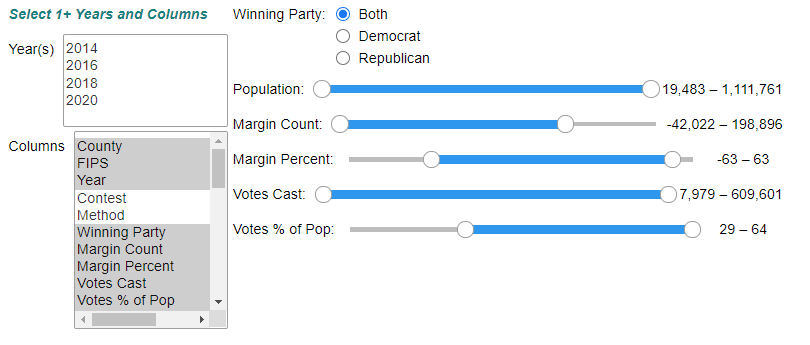 Select 1+ Years and Columns
Year(s)
2014
2016
2018
2020
Columns
County
FIPS
Year
Contest
Method
Winning Party
Margin Count
Margin Percent
Votes Cast
Votes % of Pop
Winning Party:
Both
Democrat
Republican
Population: 19,483 – 1,111,761
Margin Count: -42,022 – 198,896
Margin Percent: -63 – 63
Votes Cast: 7,979 – 609,601
Votes % of Pop: 29 – 64